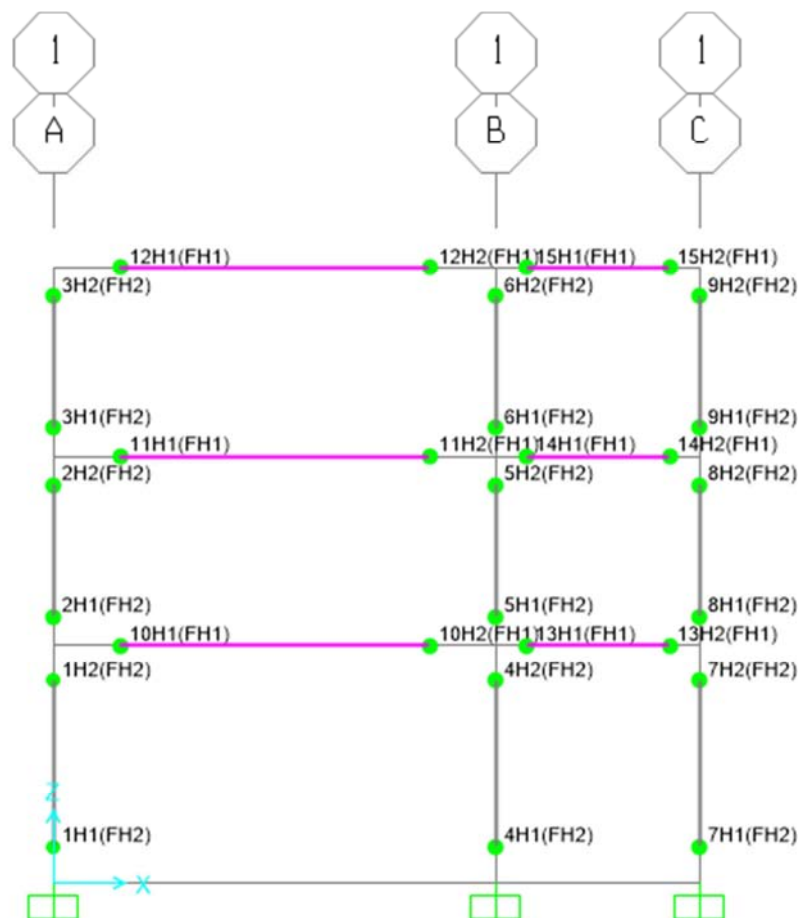 1 1 1
A B C
12H1(FH1) 12H2(FH1) 15H1(FH1) 15H2(FH1)
3H2(FH2) 6H2(FH2) 9H2(FH2)
3H1(FH2) 6H1(FH2) 9H1(FH2)
11H1(FH1) 11H2(FH1) 14H1(FH1) 14H2(FH1)
2H2(FH2) 5H2(FH2) 8H2(FH2)
2H1(FH2) 5H1(FH2) 8H1(FH2)
10H1(FH1) 10H2(FH1) 13H1(FH1) 13H2(FH1)
1H2(FH2) 4H2(FH2) 7H2(FH2)
Z
1H1(FH2) 4H1(FH2) 7H1(FH2)
X